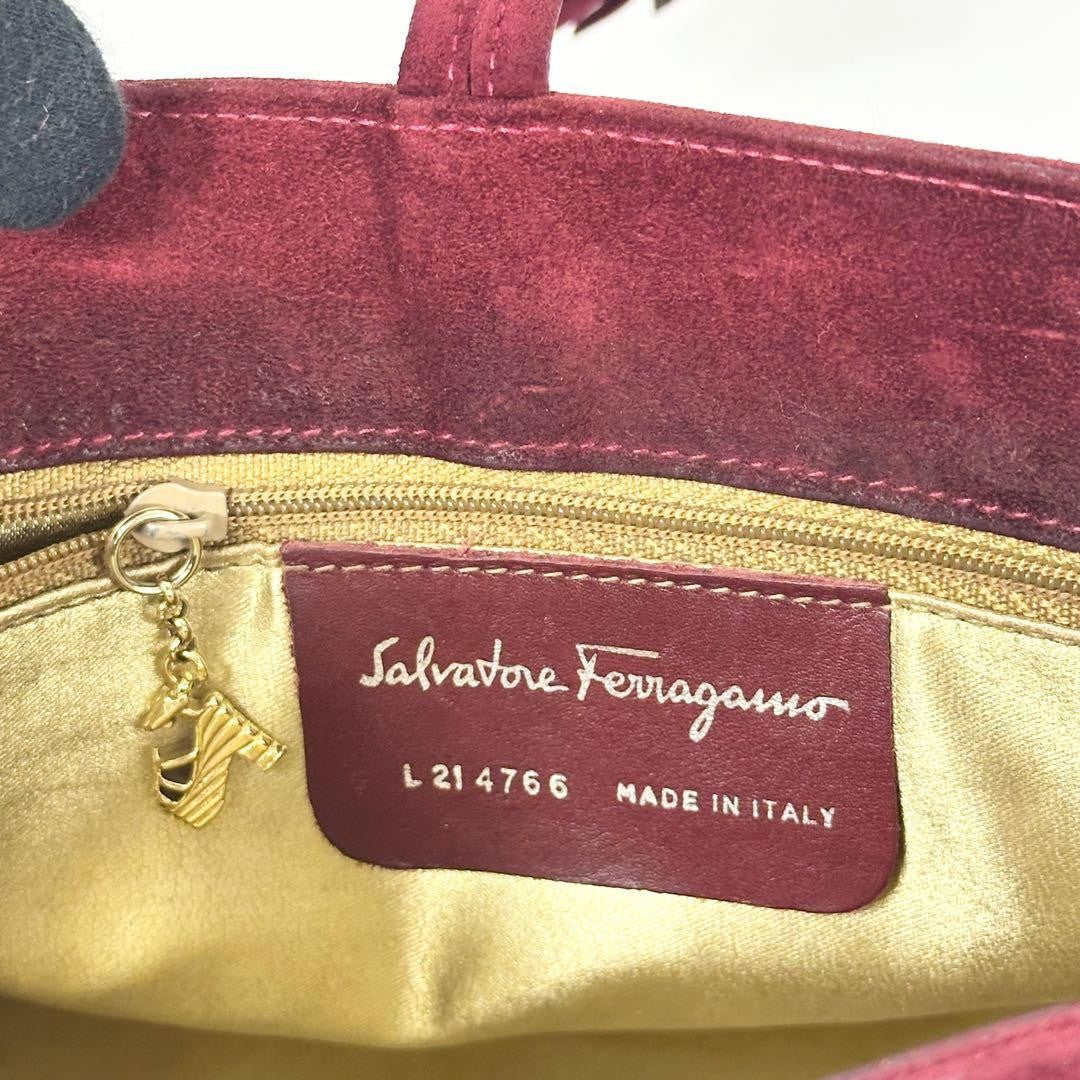 Salvatore Ferragamo
L 21 4766 MADE IN ITALY